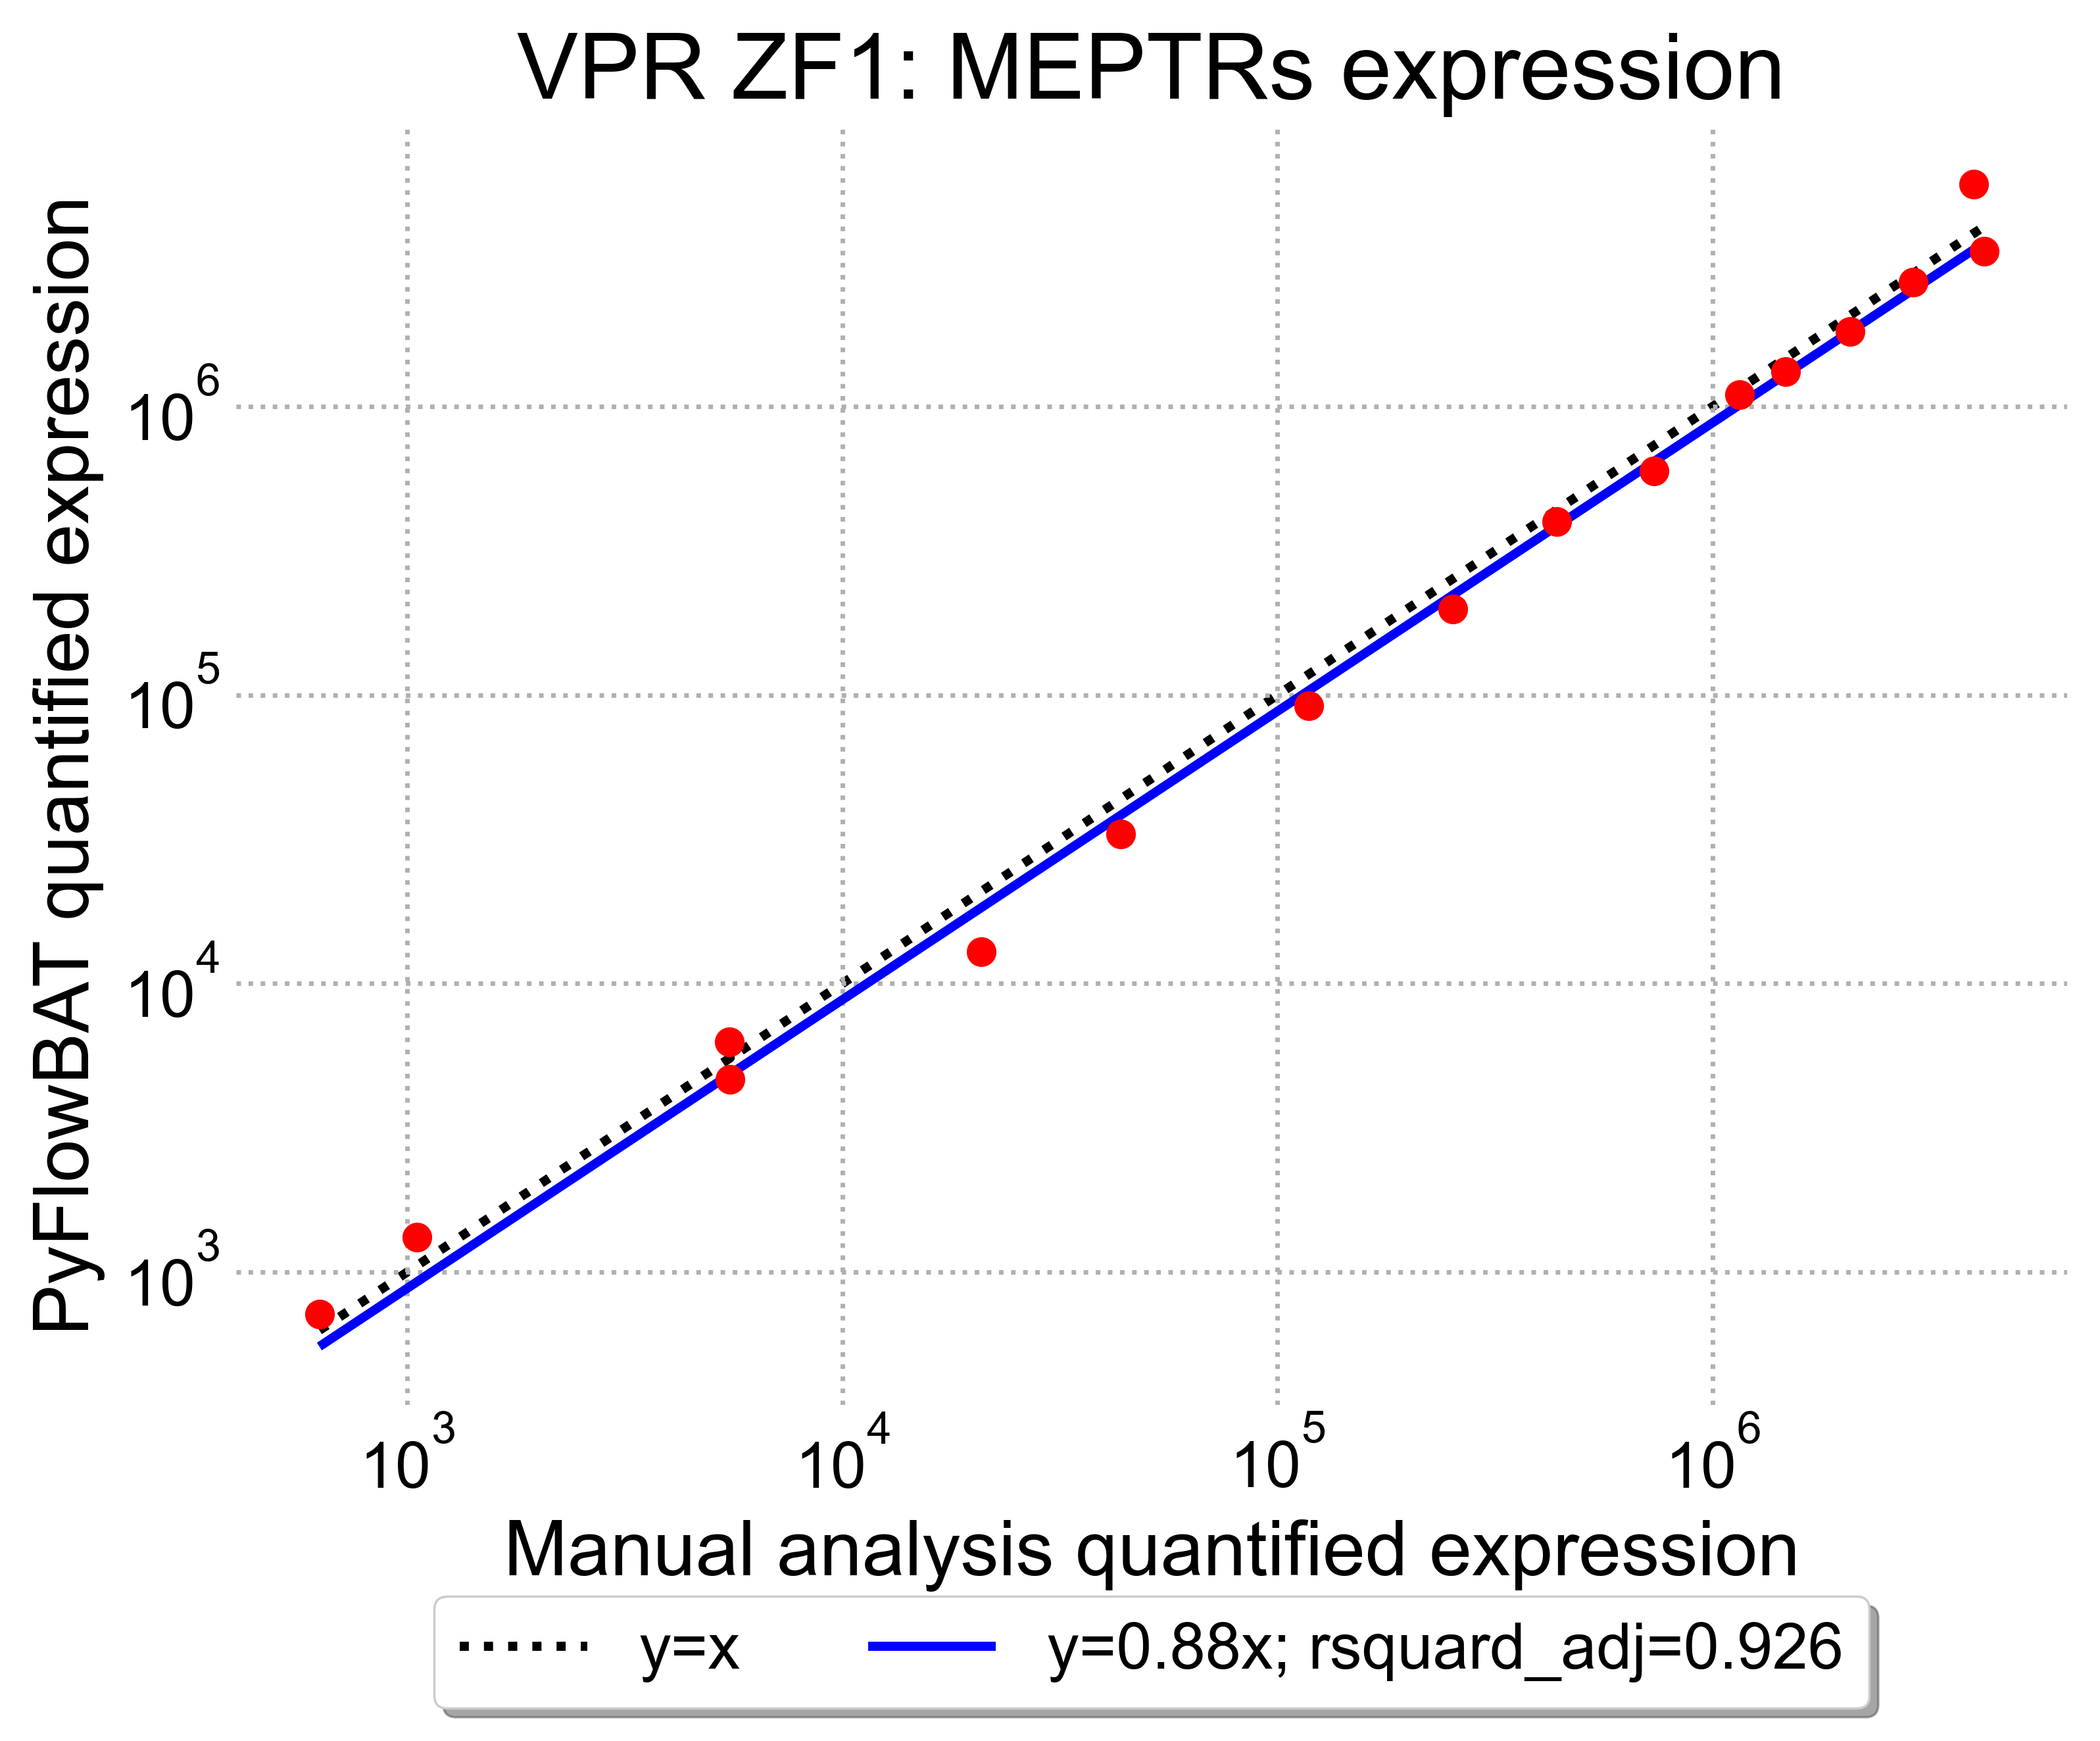 VPR ZF1: MEPTRs expression
PyFlowBAT quantified expression
10^6
10^5
10^4
10^3
10^3 10^4 10^5 10^6
Manual analysis quantified expression
y=x y=0.88x; rsquard_adj=0.926